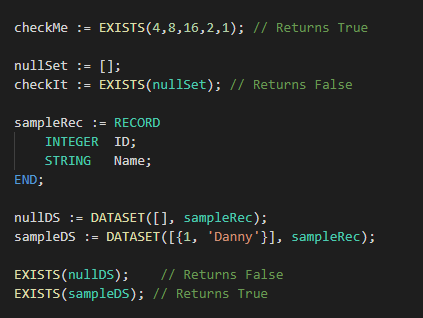 checkMe := EXISTS(4,8,16,2,1); // Returns True
nullSet := [];
checkIt := EXISTS(nullSet); // Returns False
sampleRec := RECORD
    INTEGER  ID;
    STRING   Name;
END;
nullDS := DATASET([], sampleRec);
sampleDS := DATASET([{1, 'Danny'}], sampleRec);
EXISTS(nullDS);    // Returns False
EXISTS(sampleDS); // Returns True